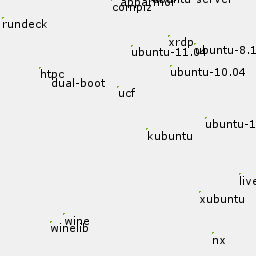 ubuntu-server
apparmor
compiz
rundeck
xrdp
ubuntu-11.04
ubuntu-8.1
htpc
ubuntu-10.04
dual-boot
ucf
ubuntu-1
kubuntu
live
xubuntu
wine
winelib
nx